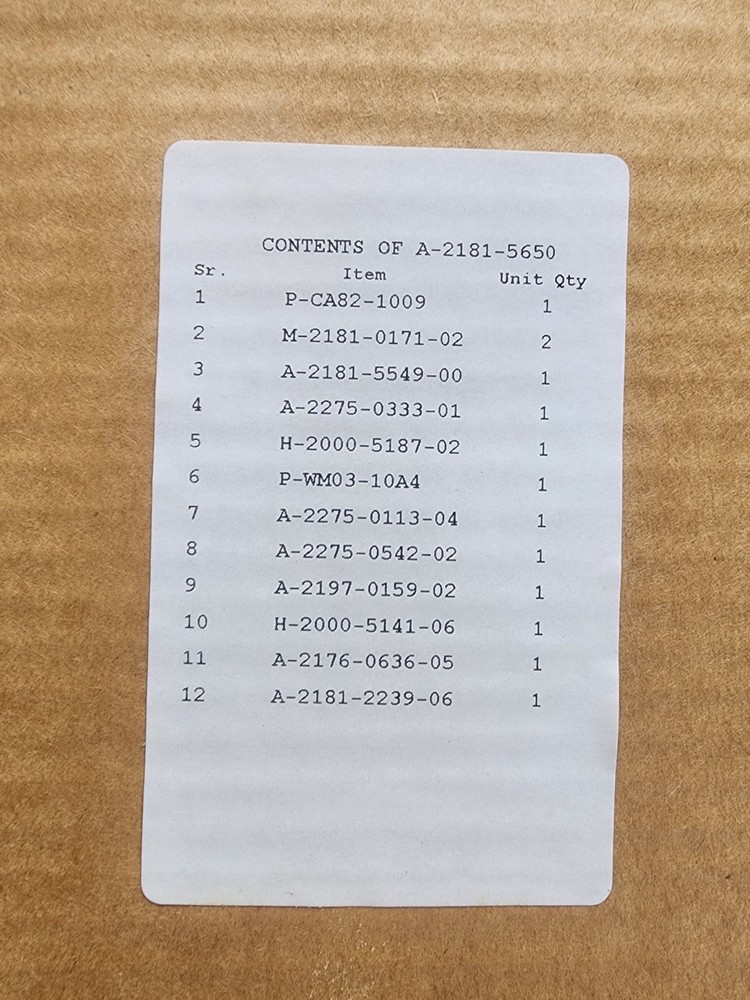 CONTENTS OF A-2181-5650
Sr. Item Unit Qty
1 P-CA82-1009 1
2 M-2181-0171-02 2
3 A-2181-5549-00 1
4 A-2275-0333-01 1
5 H-2000-5187-02 1
6 P-WM03-10A4 1
7 A-2275-0113-04 1
8 A-2275-0542-02 1
9 A-2197-0159-02 1
10 H-2000-5141-06 1
11 A-2176-0636-05 1
12 A-2181-2239-06 1